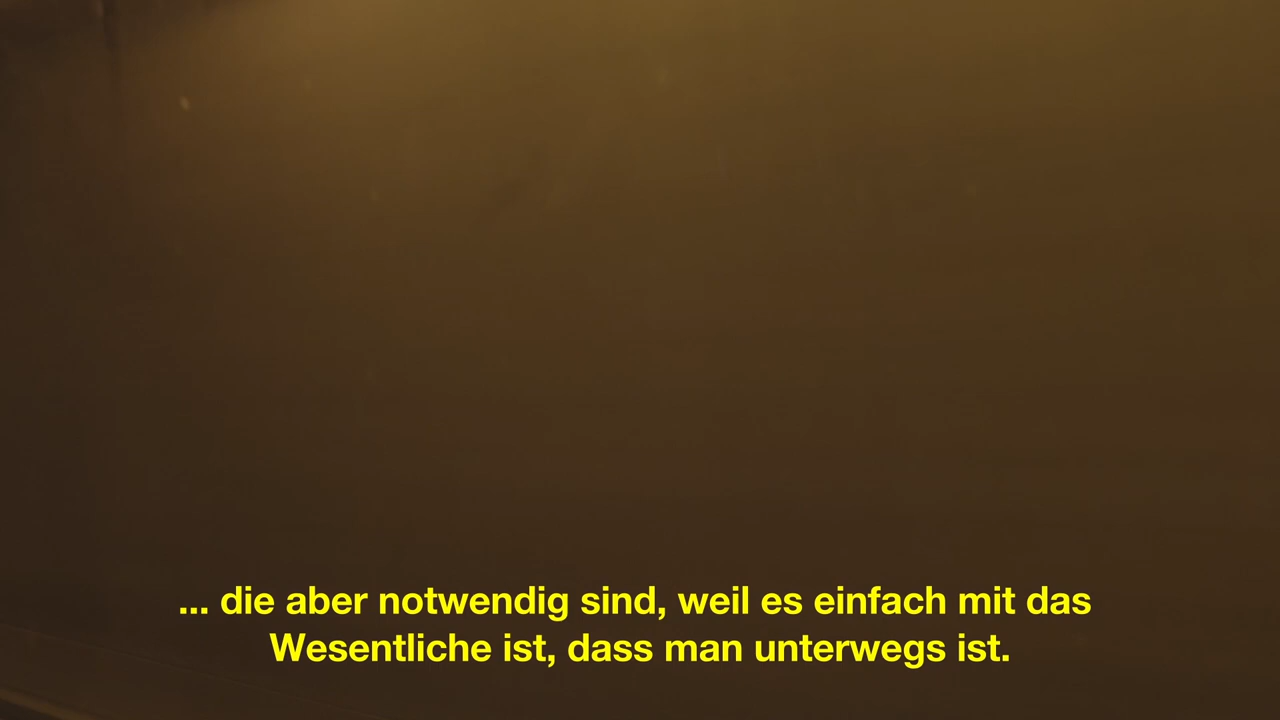 ... die aber notwendig sind, weil es einfach mit das
Wesentliche ist, dass man unterwegs ist.